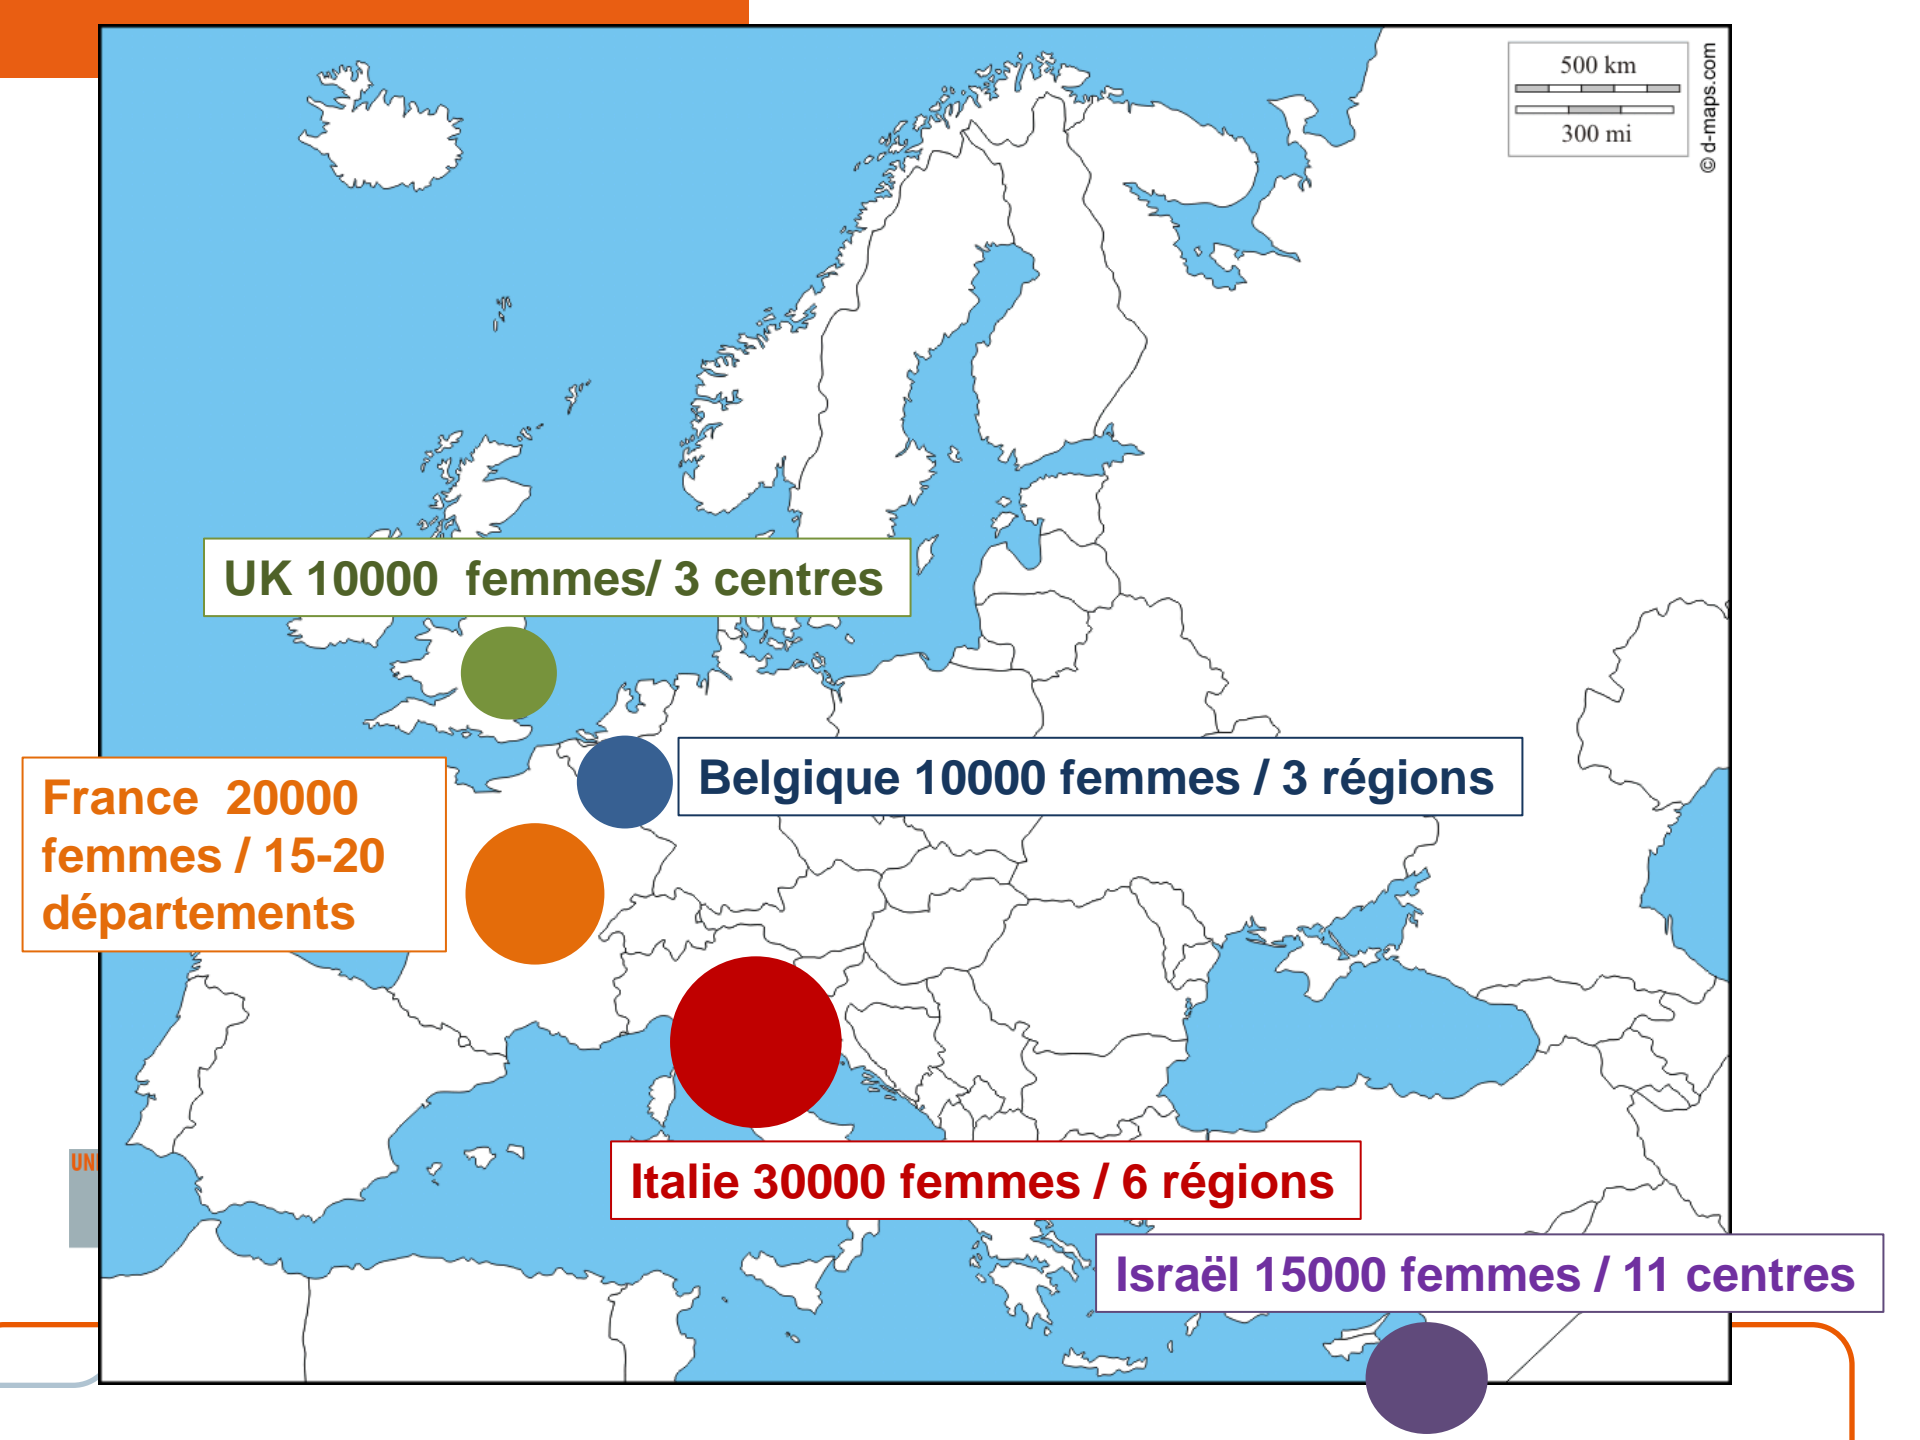 500 km
300 mi
© d-maps.com
UK 10000  femmes/ 3 centres
Belgique 10000 femmes / 3 régions
France  20000
femmes / 15-20
départements
Italie 30000 femmes / 6 régions
Israël 15000 femmes / 11 centres